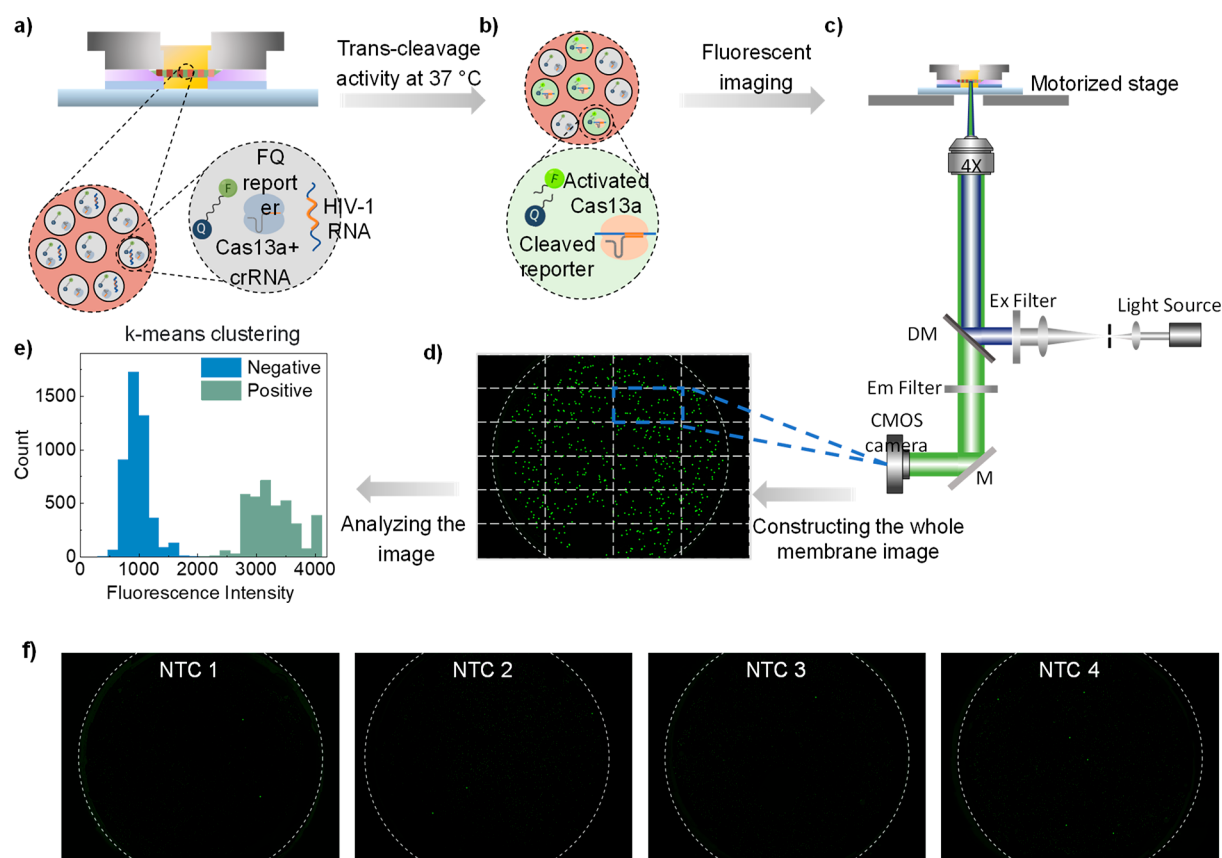 a)
Trans-cleavage
activity at 37 °C
b)
Fluorescent
imaging
c)
Motorized stage
4X
FQ
report
er
F
Q
HIV-1
RNA
Cas13a+
crRNA
F
Q
Activated
Cas13a
Cleaved
reporter
Ex Filter
Light Source
DM
Em Filter
CMOS
camera
M
k-means clustering
e)
Negative
Positive
Count
1500
1000
500
0
0
1000
2000
3000
4000
Fluorescence Intensity
Analyzing the
image
d)
Constructing the whole
membrane image
f)
NTC 1
NTC 2
NTC 3
NTC 4